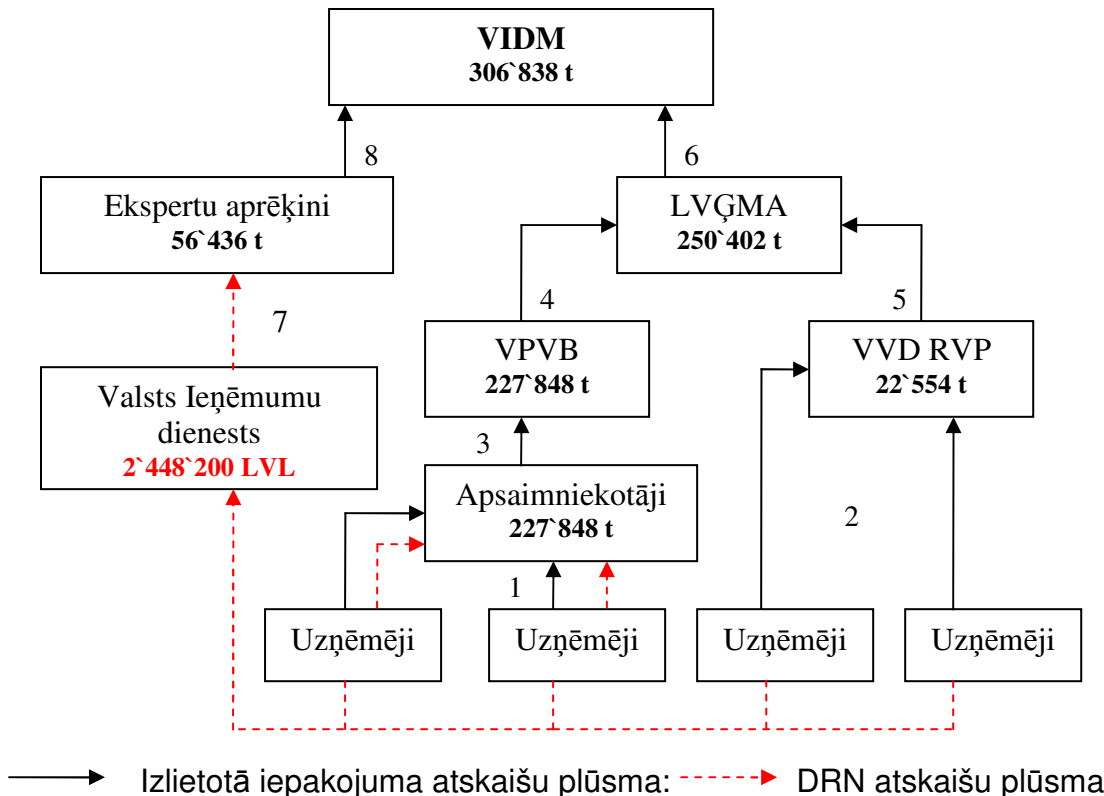 VIDM
306`838 t
8
6
Ekspertu aprēķini
56`436 t
LVĢMA
250`402 t
7
4
5
Valsts Ieņēmumu
dienests
2`448`200 LVL
VPVB
227`848 t
VVD RVP
22`554 t
3
Apsaimniekotāji
227`848 t
2
1
Uzņēmēji
Uzņēmēji
Uzņēmēji
Uzņēmēji
Izlietotā iepakojuma atskaišu plūsma:
DRN atskaišu plūsma